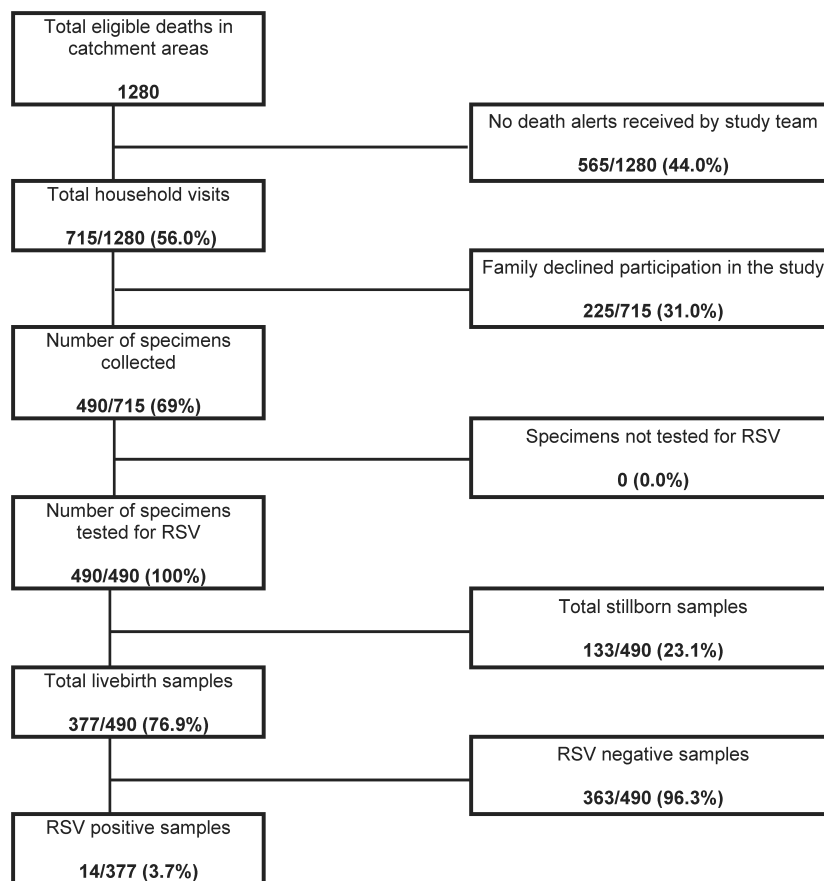 Total eligible deaths in
catchment areas
1280
No death alerts received by study team
565/1280 (44.0%)
Total household visits
715/1280 (56.0%)
Family declined participation in the study
225/715 (31.0%)
Number of specimens
collected
490/715 (69%)
Specimens not tested for RSV
0 (0.0%)
Number of specimens
tested for RSV
490/490 (100%)
Total stillborn samples
133/490 (23.1%)
Total livebirth samples
377/490 (76.9%)
RSV negative samples
363/490 (96.3%)
RSV positive samples
14/377 (3.7%)